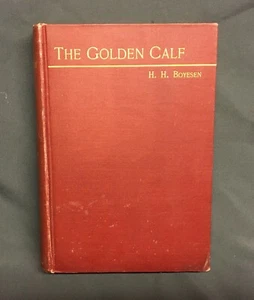 THE GOLDEN CALF
H. H. BOYESEN